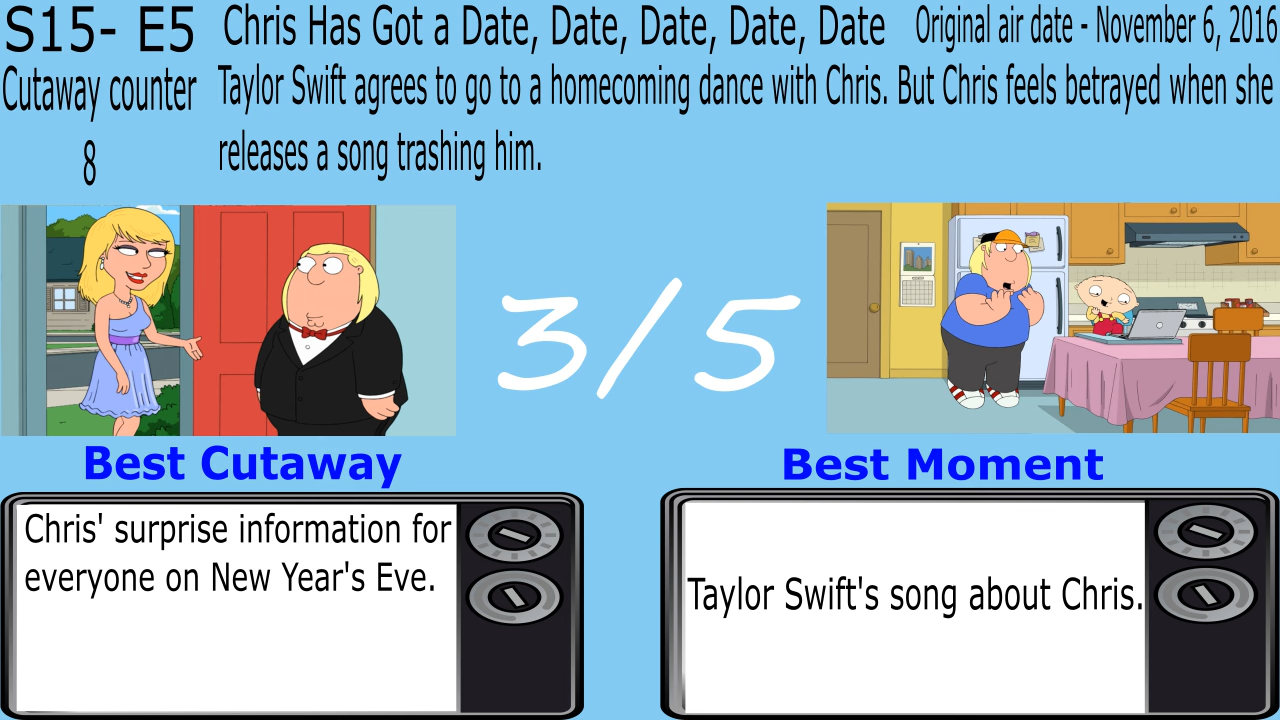 S15- E5
Chris Has Got a Date, Date, Date, Date, Date
Original air date - November 6, 2016
Cutaway counter
8
Taylor Swift agrees to go to a homecoming dance with Chris. But Chris feels betrayed when she
releases a song trashing him.
3/5
Best Cutaway
Best Moment
Chris' surprise information for
everyone on New Year's Eve.
Taylor Swift's song about Chris.